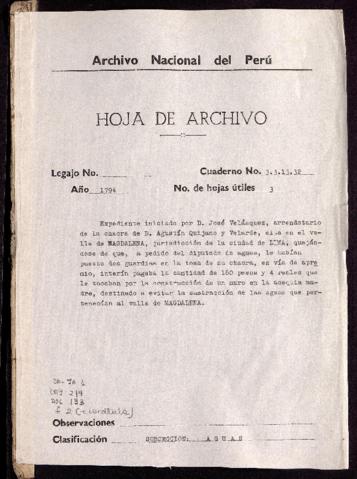 Archivo Nacional del Perú
HOJA DE ARCHIVO
Legajo No. Cuaderno No. 3.3.13.32
Año 1794 No. de hojas útiles 3
Expediente iniciado por D. José Velásquez, arrendatario
de la chacra de D. Agustín Quijano y Velarde, sita en el va-
lle de MAGDALENA, jurisdicción de la ciudad de LIMA, queján-
dose de que, a pedido del diputado de aguas, le habían
puesto dos guardias en la toma de su chacra, en vía de apre
mio, interín pagaba la cantidad de 160 pesos y 4 reales que
le tocaban por la construcción de un muro en la acequia ma-
dre, destinado a evitar la sustracción de las aguas que per-
tenecían al valle de MAGDALENA.
DOC 133
Observaciones
Clasificación SUBSECCION: AGUAS